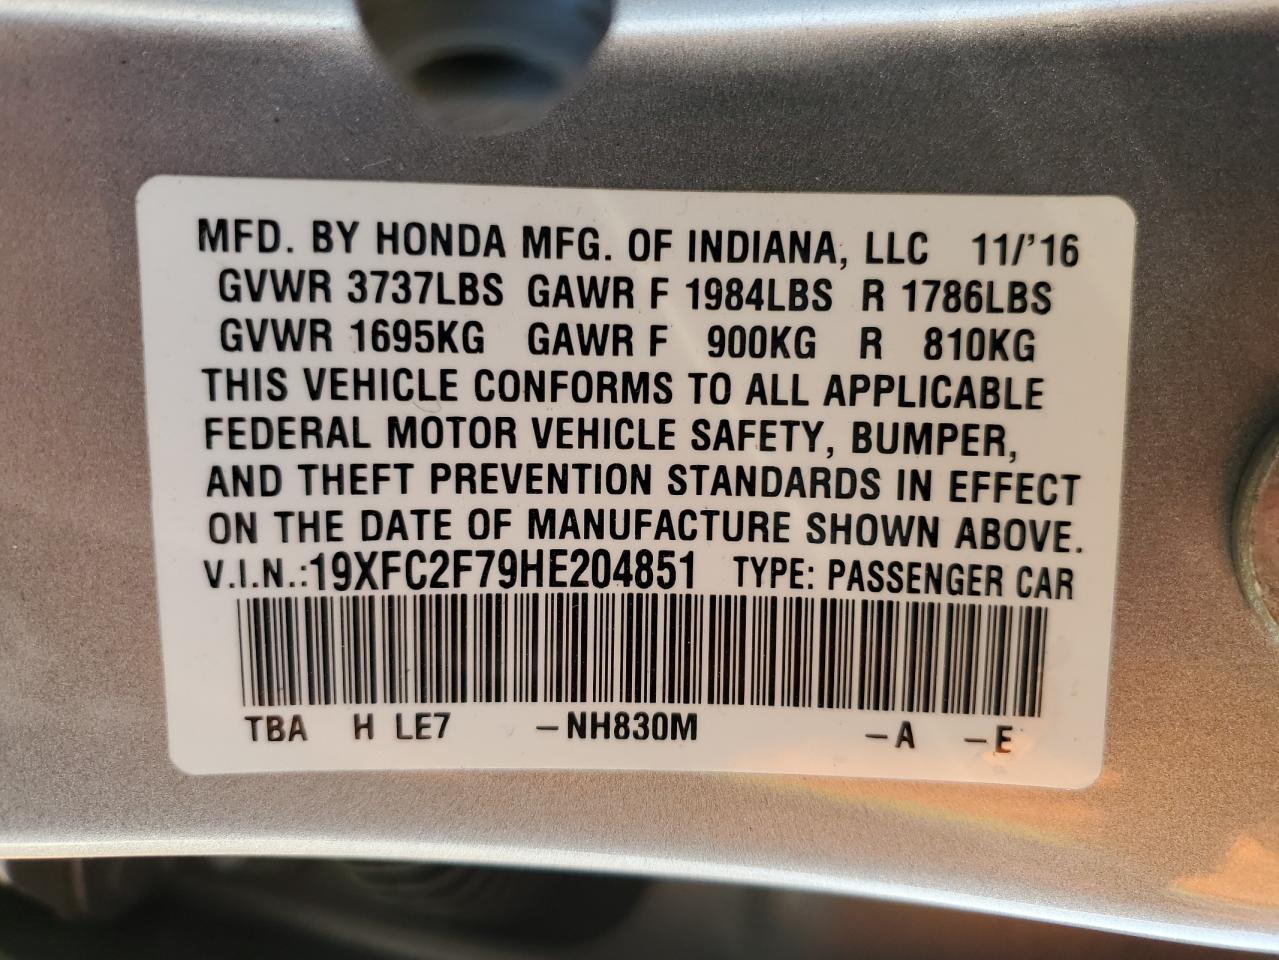 MFD. BY HONDA MFG. OF INDIANA, LLC 11/'16
GVWR 3737LBS GAWR F 1984LBS R 1786LBS
GVWR 1695KG GAWR F 900KG R 810KG
THIS VEHICLE CONFORMS TO ALL APPLICABLE
FEDERAL MOTOR VEHICLE SAFETY, BUMPER,
AND THEFT PREVENTION STANDARDS IN EFFECT
ON THE DATE OF MANUFACTURE SHOWN ABOVE.
V.I.N.:19XFC2F79HE204851 TYPE: PASSENGER CAR
TBA H LE7 –NH830M –A –E